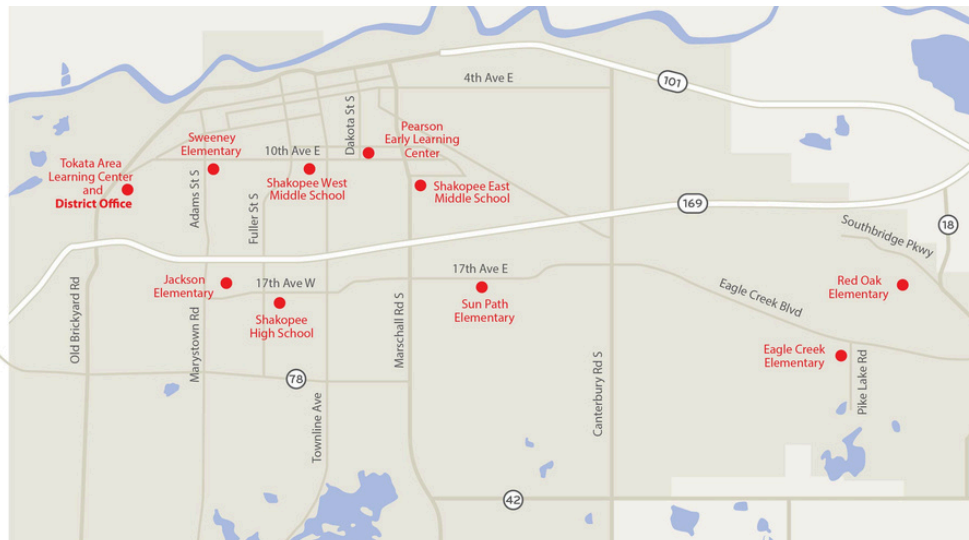 101
4th Ave E
Dakota St S
Pearson
Early Learning
Center
Sweeney
Elementary
10th Ave E
Tokata Area
Learning Center
and
District Office
Adams St S
Fuller St S
Shakopee West
Middle School
Shakopee East
Middle School
169
Southbridge Pkwy
18
Old Brickyard Rd
Jackson
Elementary
17th Ave W
17th Ave E
Shakopee
High School
Marystown Rd
Marschall Rd S
Sun Path
Elementary
Eagle Creek Blvd
Red Oak
Elementary
Eagle Creek
Elementary
Pike Lake Rd
78
Townline Ave
Canterbury Rd S
42